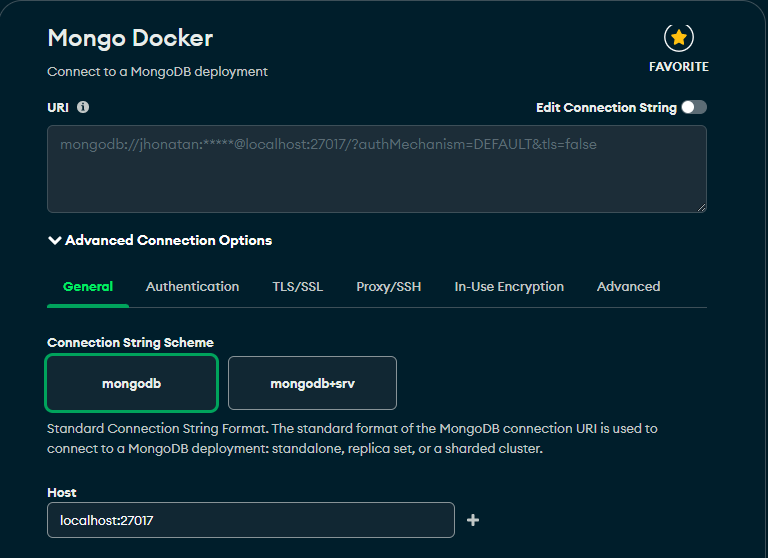 Mongo Docker
FAVORITE
Connect to a MongoDB deployment
URI
Edit Connection String
mongodb://jhonatan:*****@localhost:27017/?authMechanism=DEFAULT&tls=false
Advanced Connection Options
General Authentication TLS/SSL Proxy/SSH In-Use Encryption Advanced
Connection String Scheme
mongodb mongodb+srv
Standard Connection String Format. The standard format of the MongoDB connection URI is used to
connect to a MongoDB deployment: standalone, replica set, or a sharded cluster.
Host
localhost:27017